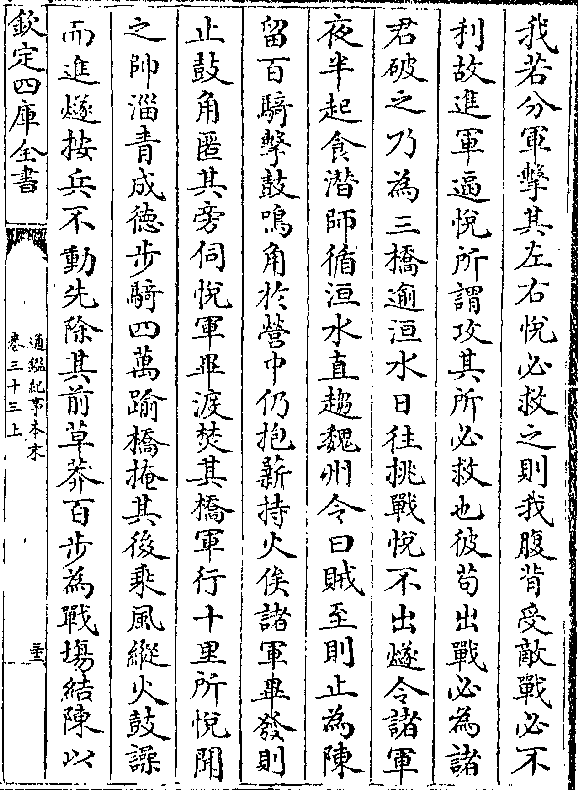 我若分軍擊其左右悦必救之則我腹背受敵戰必不
利故進軍逼悦所謂攻其所必救也彼茍出戰必為諸
君破之乃為三橋逾洹水日往挑戰悦不出燧令諸軍
夜半起食潛師循洹水直趨魏州令曰賊至則止為陳
留百騎擊鼓鳴角於營中仍抱薪持火俟諸軍畢發則
止鼓角匿其旁伺悦軍畢渡焚其橋軍行十里所悦聞
之帥淄青成德步騎四萬踰橋掩其後乘風縱火鼓譟
而進燧按兵不動先除其前草莽百步為戰塲結陳以
欽定四庫全書
通鑑紀事本末
卷三十三上